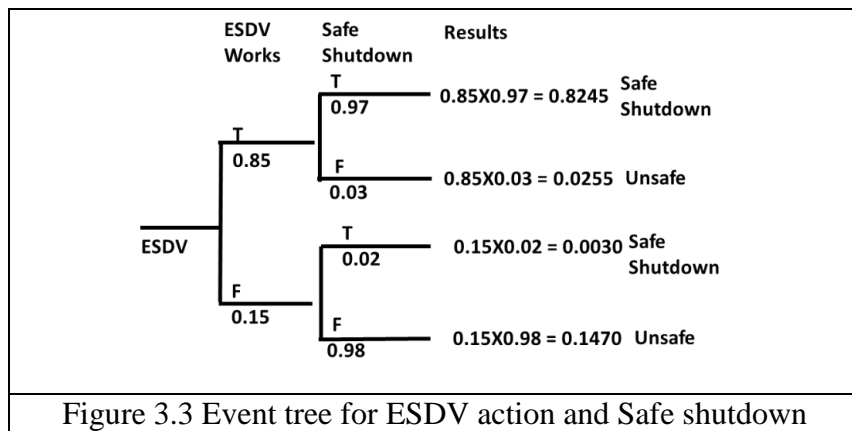 ESDV Works
Safe Shutdown
Results
T
0.97
0.85X0.97 = 0.8245
Safe Shutdown
T
0.85
F
0.03
0.85X0.03 = 0.0255 Unsafe
ESDV
T
0.02
0.15X0.02 = 0.0030
Safe Shutdown
F
0.15
F
0.98
0.15X0.98 = 0.1470 Unsafe
Figure 3.3 Event tree for ESDV action and Safe shutdown